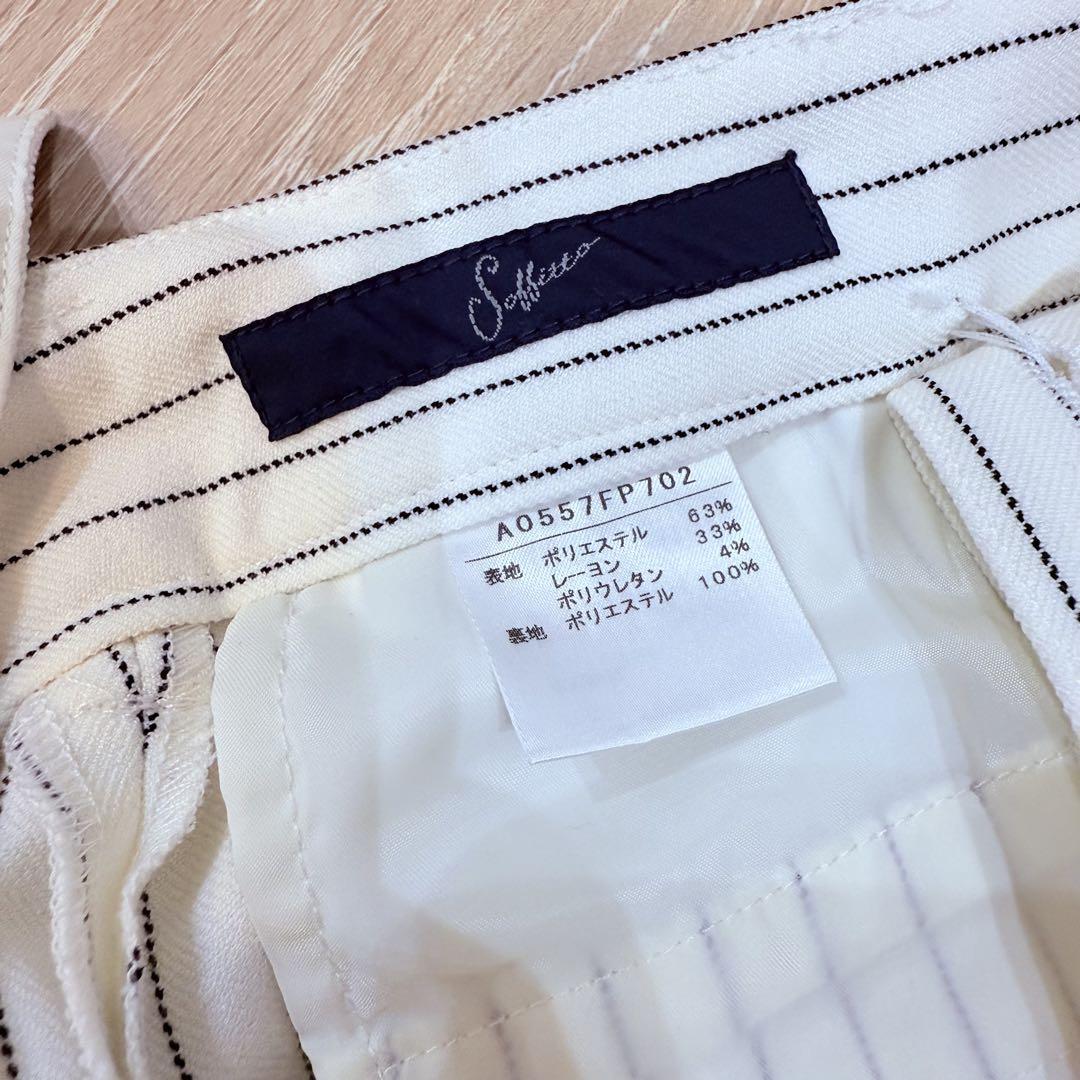 Soffitto
A0557FP702
表地 ポリエステル 63%
レーヨン 33%
ポリウレタン 4%
裏地 ポリエステル 100%